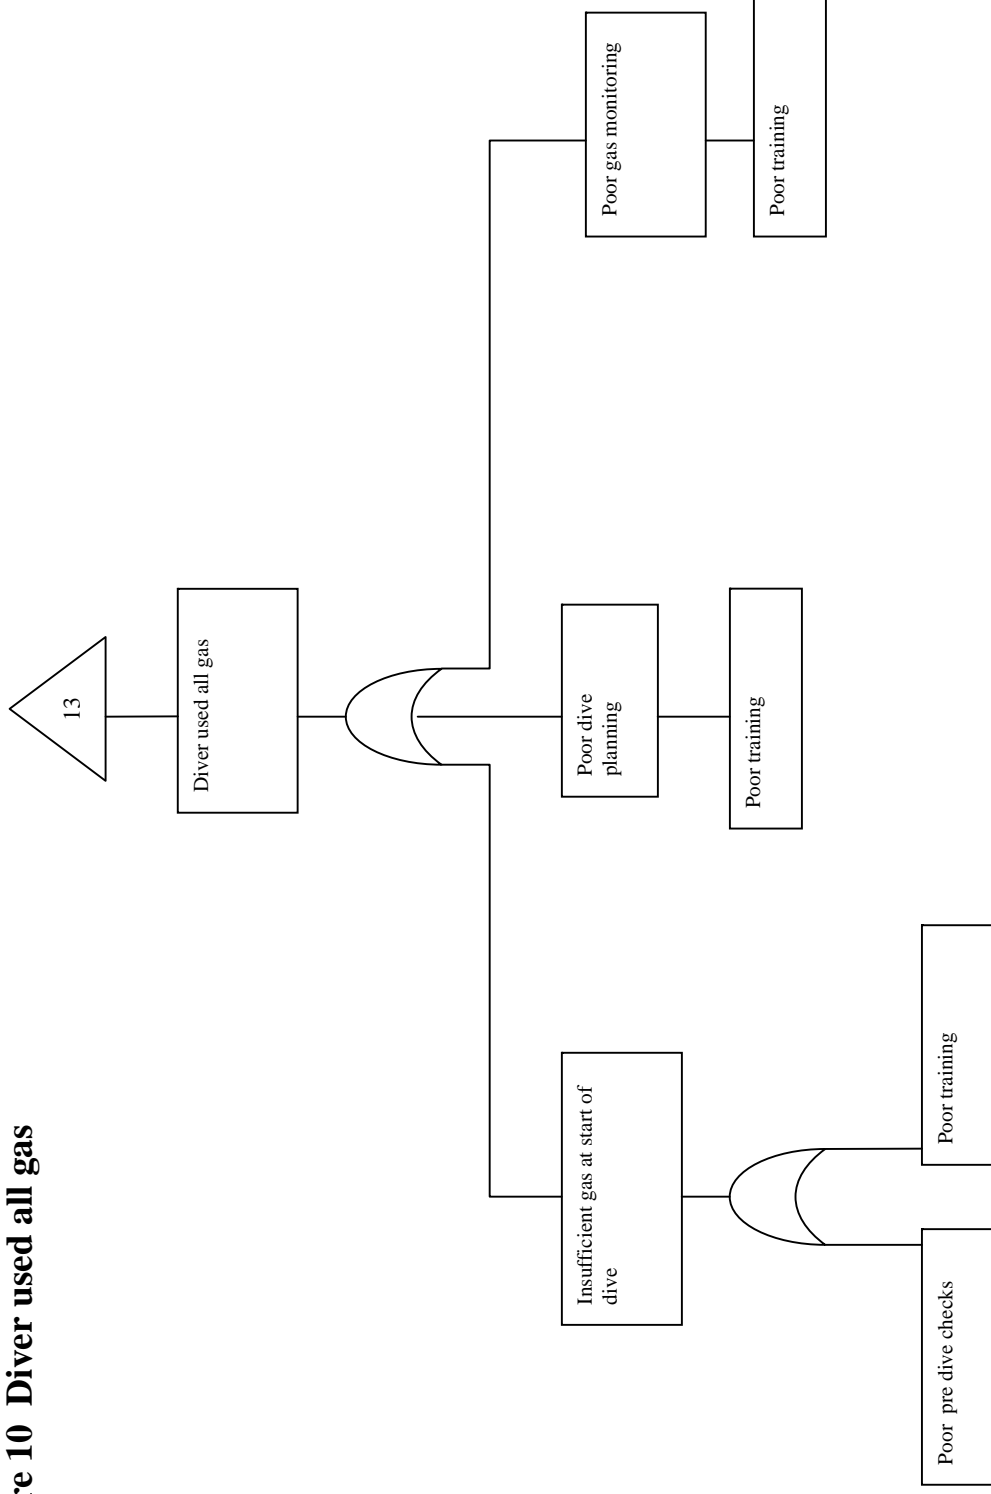 re 10  Diver used all gas
13
Diver used all gas
Insufficient gas at start of
dive
Poor dive
planning
Poor gas monitoring
Poor pre dive checks
Poor training
Poor training
Poor training